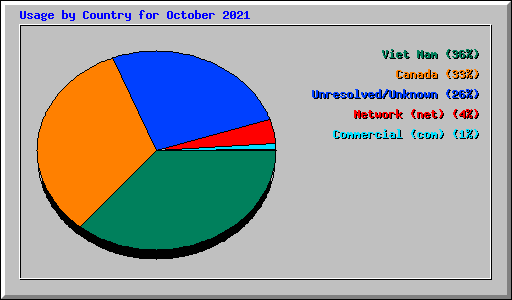 Usage by Country for October 2021
Viet Nam (36%)
Canada (33%)
Unresolved/Unknown (26%)
Network (net) (4%)
Commercial (com) (1%)